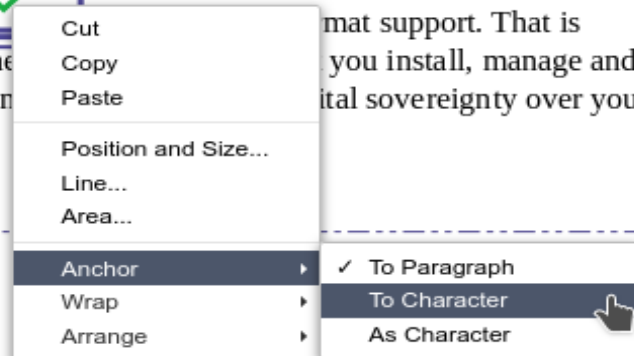 Cut
Copy
Paste
Position and Size...
Line...
Area...
Anchor
Wrap
Arrange
✓ To Paragraph
To Character
As Character
mat support. That is
you install, manage and
ital sovereignty over you